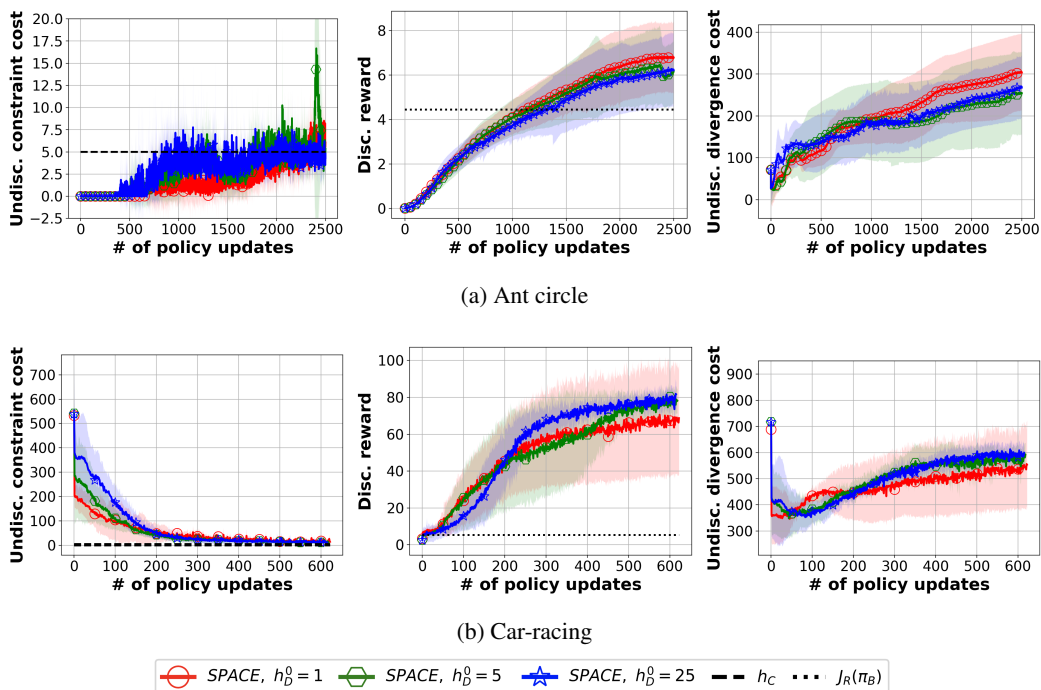 Undisc. constraint cost
20.0
17.5
15.0
12.5
10.0
7.5
5.0
2.5
0.0
−2.5
0 500 1000 1500 2000 2500
# of policy updates
Disc. reward
8
6
4
2
0
0 500 1000 1500 2000 2500
# of policy updates
Undisc. divergence cost
400
300
200
100
0
0 500 1000 1500 2000 2500
# of policy updates
(a) Ant circle
Undisc. constraint cost
700
600
500
400
300
200
100
0
0 100 200 300 400 500 600
# of policy updates
Disc. reward
100
80
60
40
20
0
0 100 200 300 400 500 600
# of policy updates
Undisc. divergence cost
900
800
700
600
500
400
300
0 100 200 300 400 500 600
# of policy updates
(b) Car-racing
SPACE, h_D^0 = 1 SPACE, h_D^0 = 5 SPACE, h_D^0 = 25 h_C J_R(π_B)